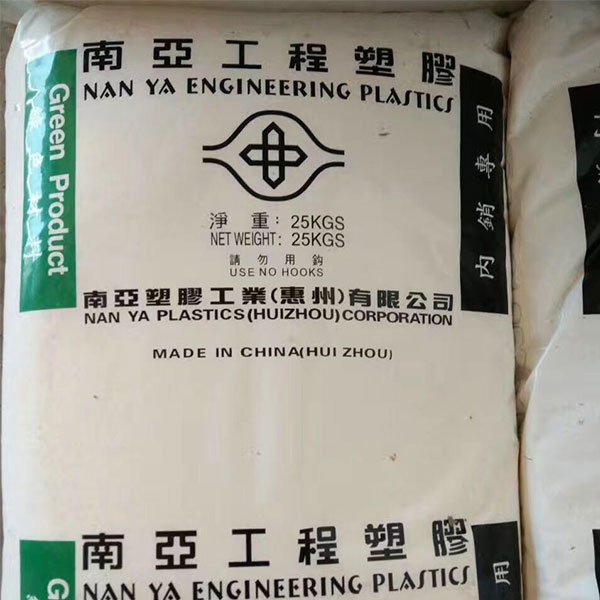 南亞工程塑膠
NAN YA ENGINEERING PLASTICS
Green Product
內銷專用
淨重：25KGS
NET WEIGHT：25KGS
請勿用鈎
USE NO HOOKS
南亞塑膠工業(惠州)有限公司
NAN YA PLASTICS(HUIZHOU)CORPORATION
MADE IN CHINA(HUI ZHOU)
南亞工程塑膠
NAN YA ENGINEERING PLASTICS
G
用